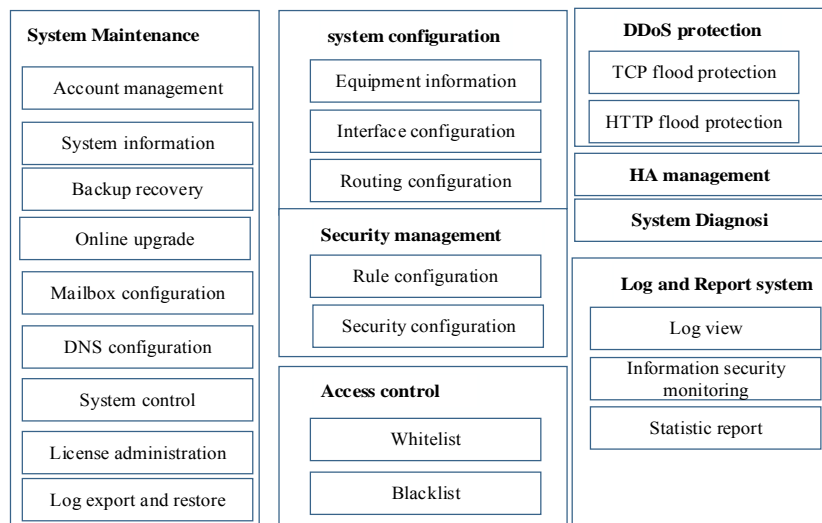 System Maintenance
Account management
System information
Backup recovery
Online upgrade
Mailbox configuration
DNS configuration
System control
License administration
Log export and restore
system configuration
Equipment information
Interface configuration
Routing configuration
Security management
Rule configuration
Security configuration
Access control
Whitelist
Blacklist
DDoS protection
TCP flood protection
HTTP flood protection
HA management
System Diagnosi
Log and Report system
Log view
Information security
monitoring
Statistic report